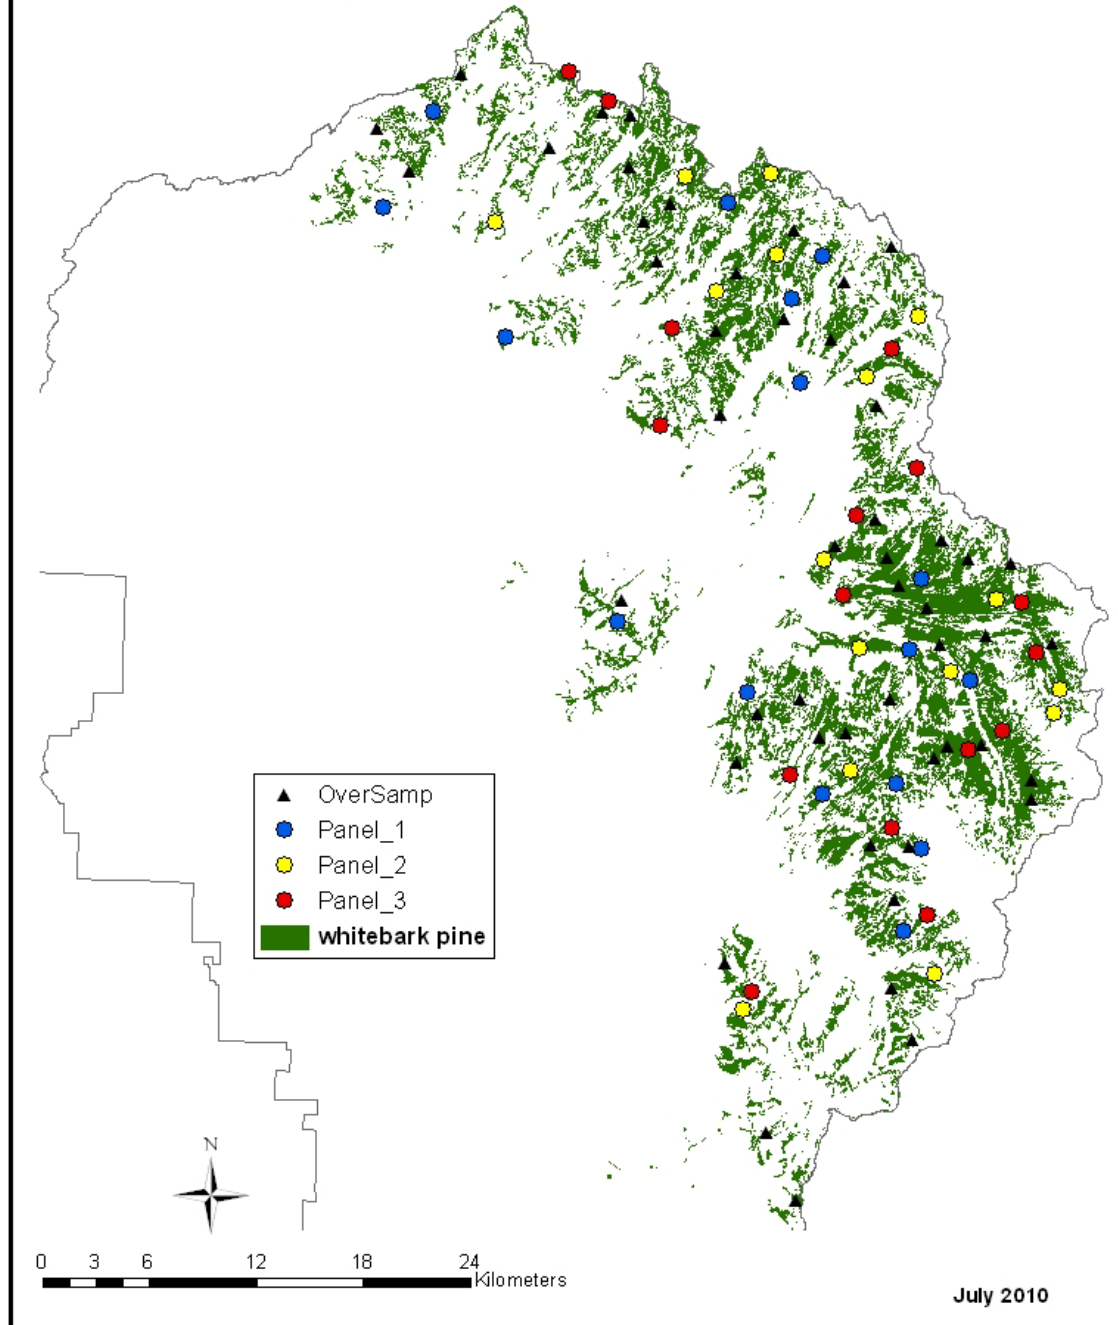 OverSamp
Panel_1
Panel_2
Panel_3
whitebark pine
N
0 3 6 12 18 24
Kilometers
July 2010